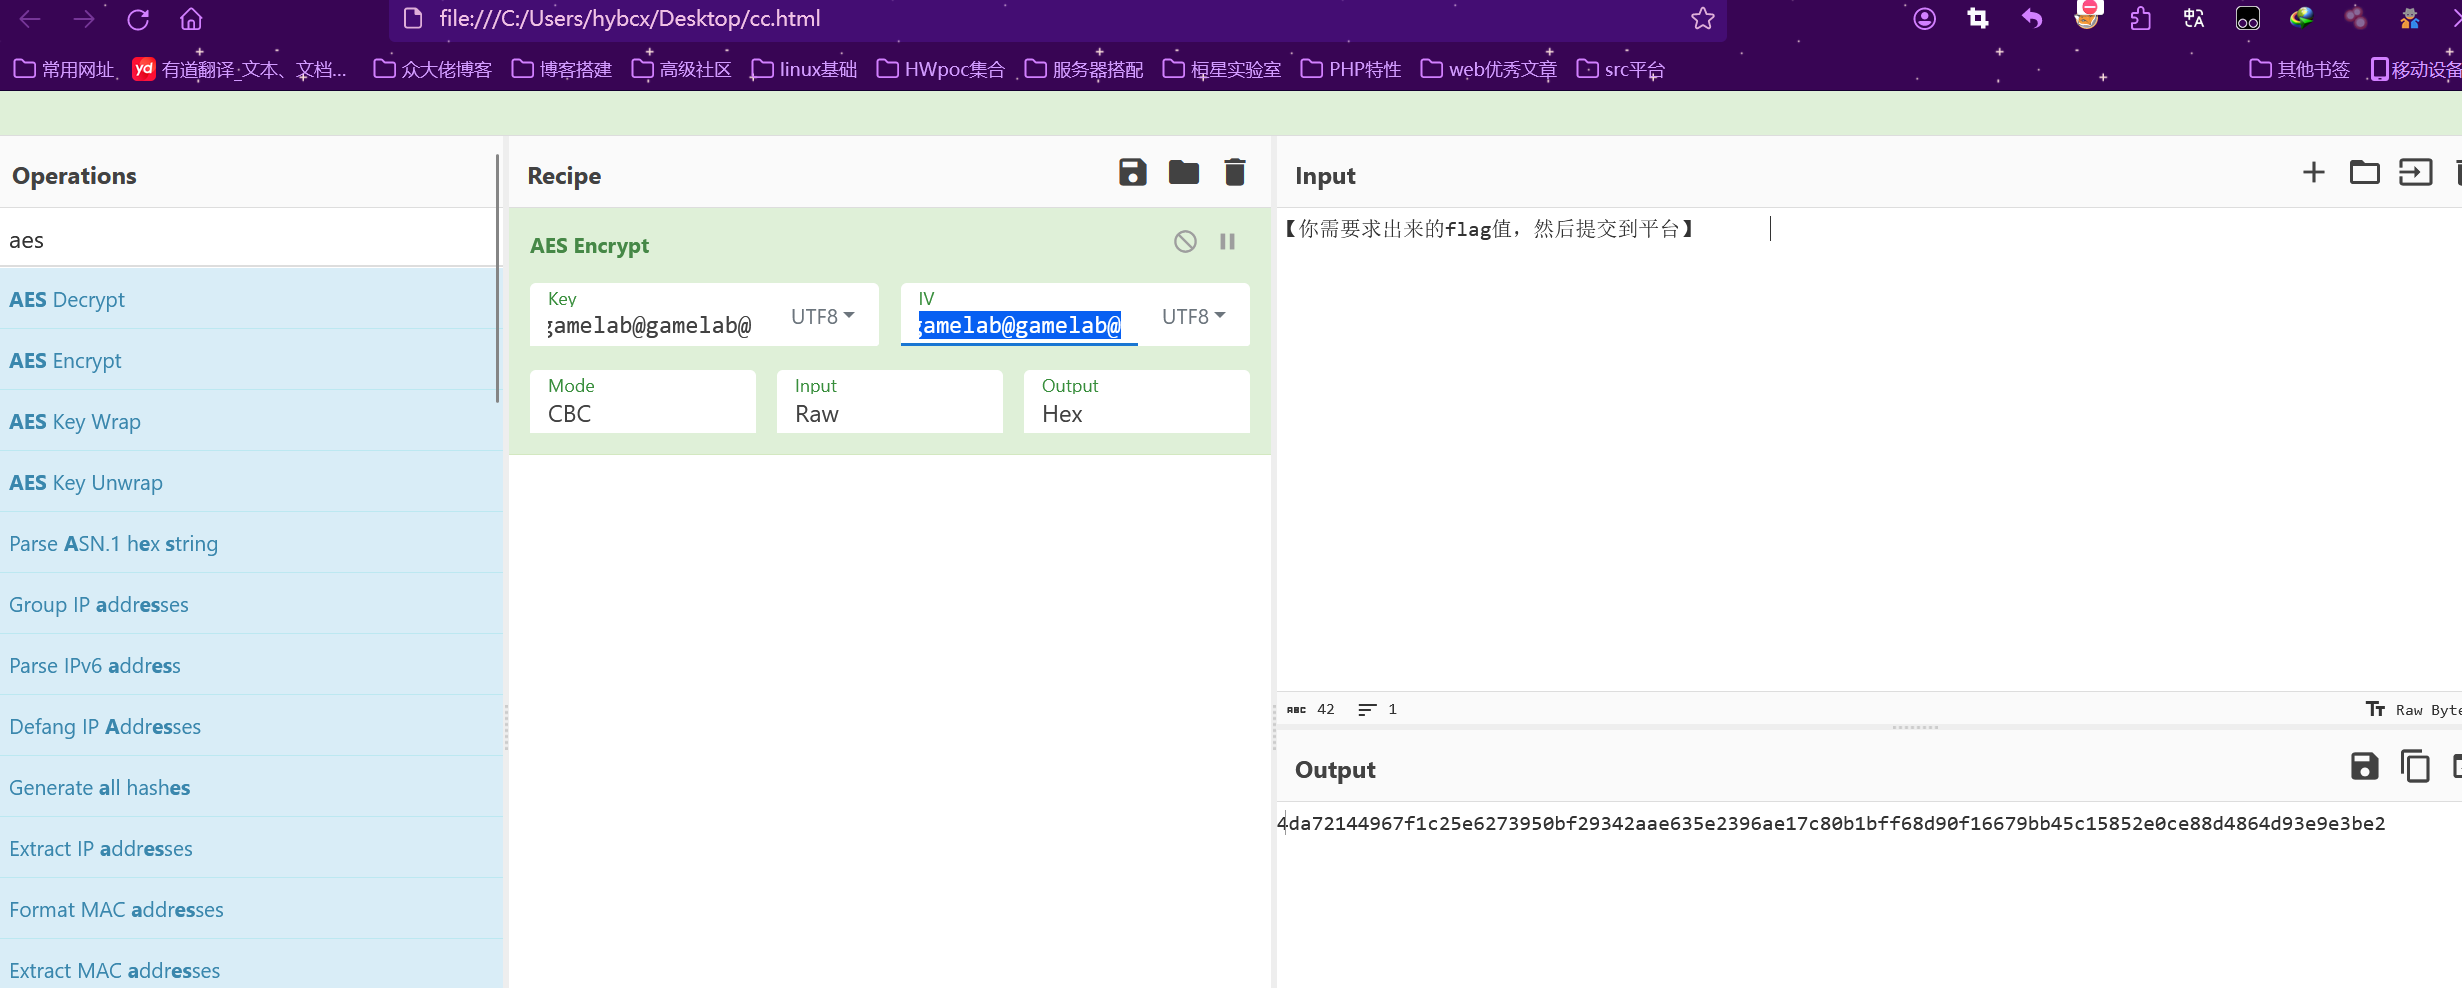 file:///C:/Users/hybcx/Desktop/cc.html
常用网址 有道翻译_文本、文档... 众大佬博客 博客搭建 高级社区 linux基础 HWpoc集合 服务器搭配 恒星实验室 PHP特性 web优秀文章 src平台 其他书签 移动设备
Operations
aes
AES Decrypt
AES Encrypt
AES Key Wrap
AES Key Unwrap
Parse ASN.1 hex string
Group IP addresses
Parse IPv6 address
Defang IP Addresses
Generate all hashes
Extract IP addresses
Format MAC addresses
Extract MAC addresses
Recipe
AES Encrypt
Key
gamelab@gamelab@
UTF8
IV
gamelab@gamelab@
UTF8
Mode
CBC
Input
Raw
Output
Hex
Input
【你需要求出来的flag值，然后提交到平台】
ABC 42 1
Tт Raw Byte
Output
4da72144967f1c25e6273950bf29342aae635e2396ae17c80b1bff68d90f16679bb45c15852e0ce88d4864d93e9e3be2